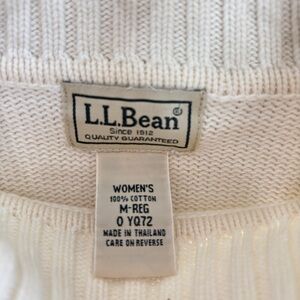 L.L.Bean®
Since 1912
QUALITY GUARANTEED
WOMEN'S
100% COTTON
M-REG
0 YQ72
MADE IN THAILAND
CARE ON REVERSE